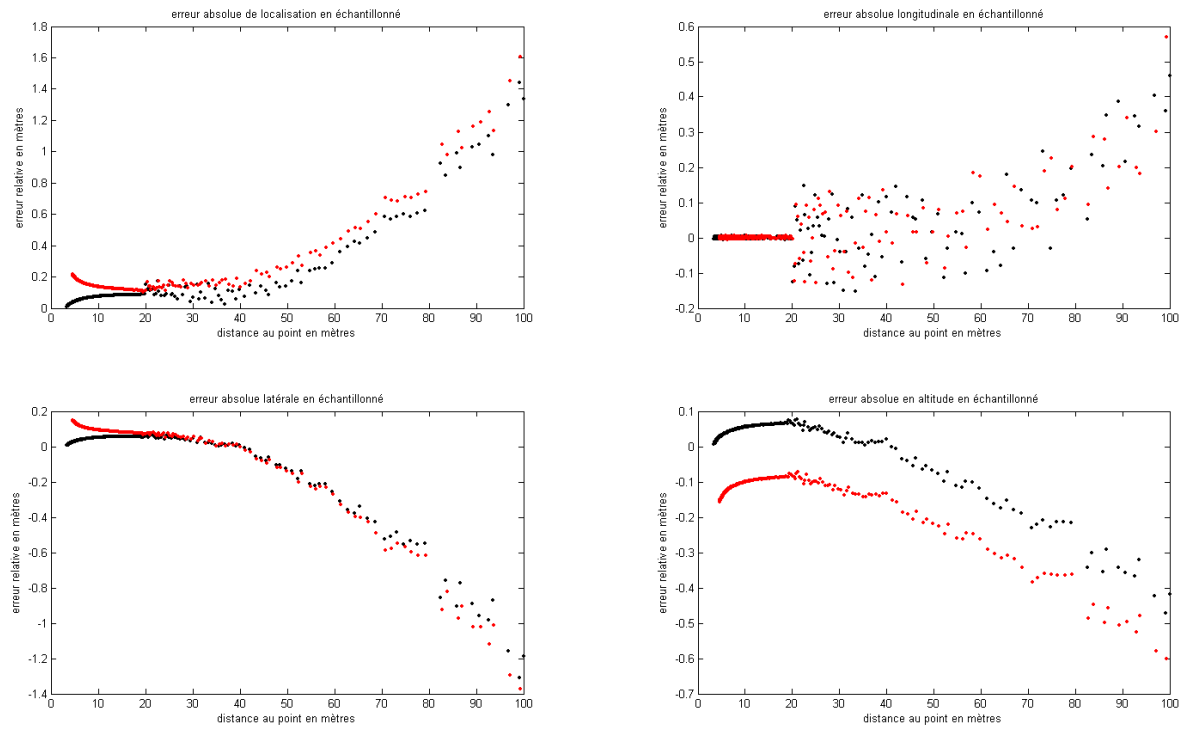 erreur absolue de localisation en échantillonné
1.8
1.6
1.4
1.2
1
0.8
0.6
0.4
0.2
0
erreur relative en mètres
0 10 20 30 40 50 60 70 80 90 100
distance au point en mètres
erreur absolue longitudinale en échantillonné
0.6
0.5
0.4
0.3
0.2
0.1
0
-0.1
-0.2
erreur relative en mètres
0 10 20 30 40 50 60 70 80 90 100
distance au point en mètres
erreur absolue latérale en échantillonné
0.2
0
-0.2
-0.4
-0.6
-0.8
-1
-1.2
-1.4
erreur relative en mètres
0 10 20 30 40 50 60 70 80 90 100
distance au point en mètres
erreur absolue en altitude en échantillonné
0.1
0
-0.1
-0.2
-0.3
-0.4
-0.5
-0.6
-0.7
erreur relative en mètres
0 10 20 30 40 50 60 70 80 90 100
distance au point en mètres